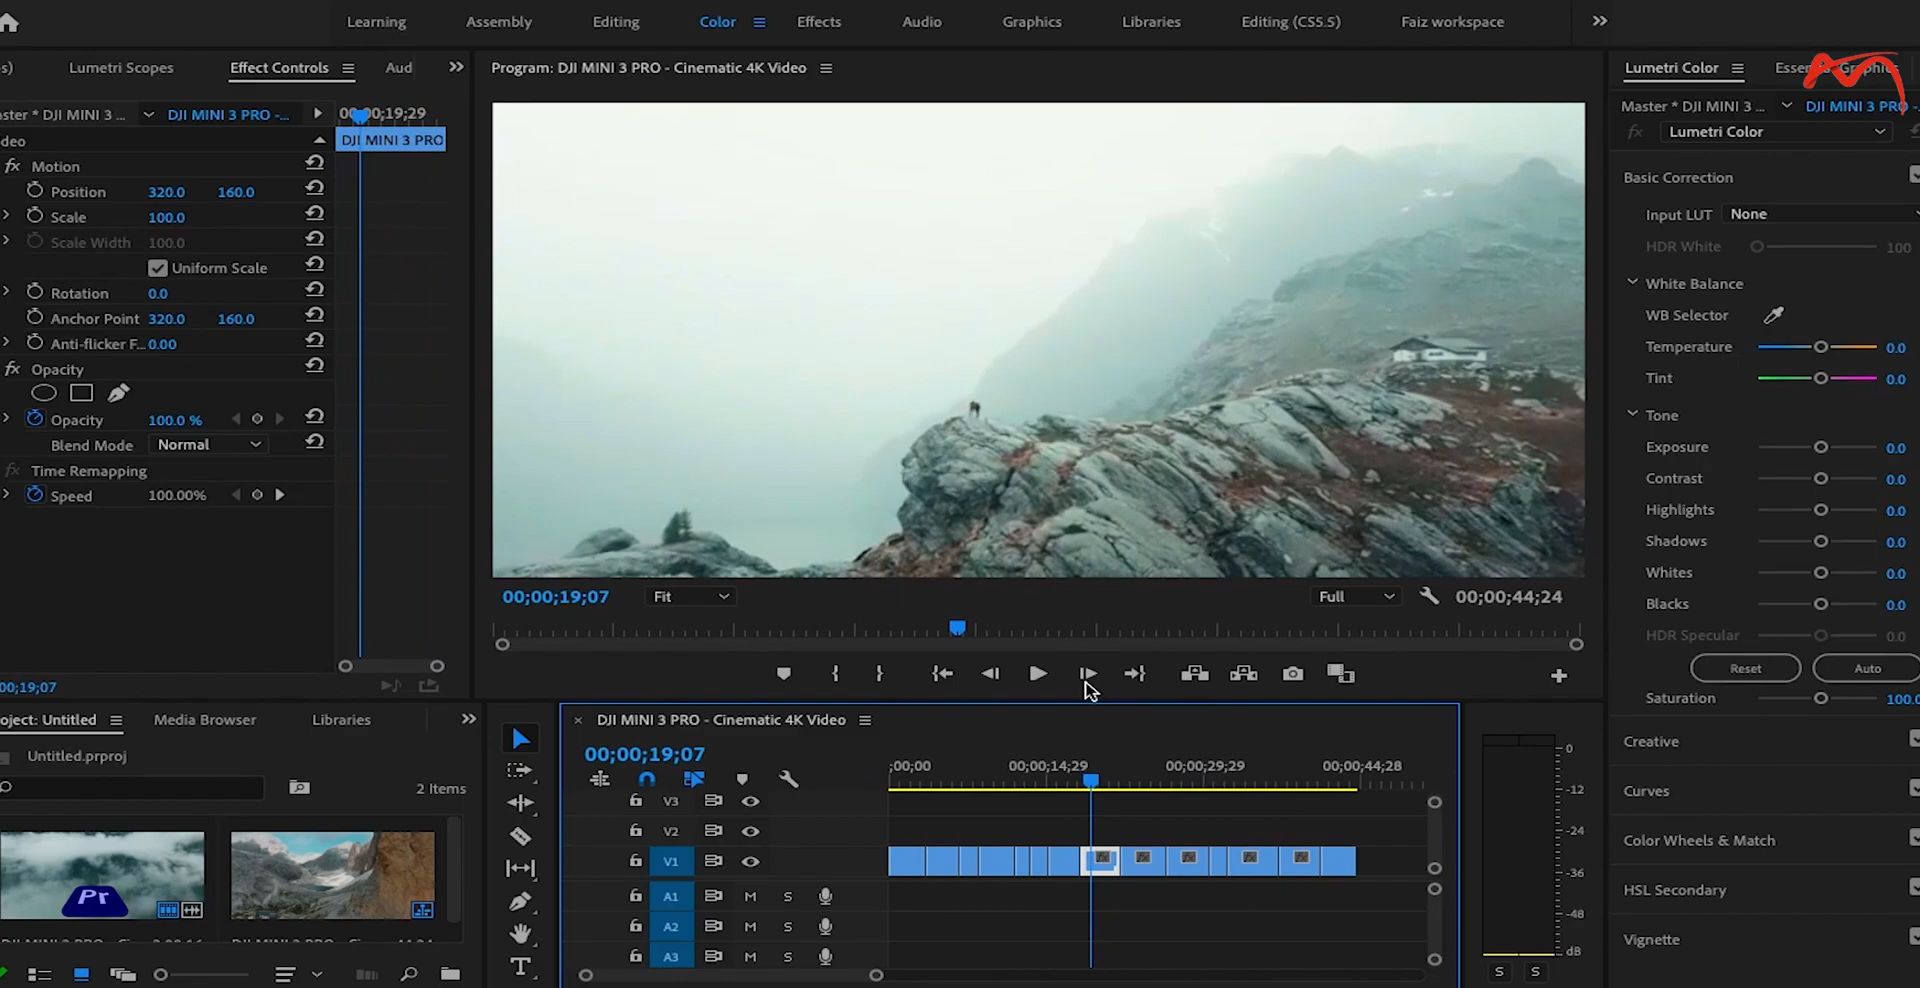 Learning Assembly Editing Color Effects Audio Graphics Libraries Editing (CS5.5) Faiz workspace
s) Lumetri Scopes Effect Controls Aud
Program: DJI MINI 3 PRO - Cinematic 4K Video
Lumetri Color
aster * DJI MINI 3 ... DJI MINI 3 PRO -...
19;29
deo
DJI MINI 3 PRO
Motion
Position 320.0 160.0
Scale 100.0
Scale Width 100.0
Uniform Scale
Rotation 0.0
Anchor Point 320.0 160.0
Anti-flicker F... 0.00
Opacity
Opacity 100.0 %
Blend Mode Normal
Time Remapping
Speed 100.00%
00;19;07
00;00;19;07 Fit Full 00;00;44;24
Master * DJI MINI 3 ... DJI MINI 3 PRO -
fx Lumetri Color
Basic Correction
Input LUT None
HDR White 100
White Balance
WB Selector
Temperature 0.0
Tint 0.0
Tone
Exposure 0.0
Contrast 0.0
Highlights 0.0
Shadows 0.0
Whites 0.0
Blacks 0.0
HDR Specular 0.0
Reset Auto
Saturation 100.0
Creative
Curves
Color Wheels & Match
HSL Secondary
Vignette
oject: Untitled Media Browser Libraries
Untitled.prproj
2 Items
Pr
× DJI MINI 3 PRO - Cinematic 4K Video
00;00;19;07
;00;00 00;00;14;29 00;00;29;29 00;00;44;28
V3
V2
V1
A1 M S
A2 M S
A3 M S
0
-12
-24
-36
-48
dB
S S